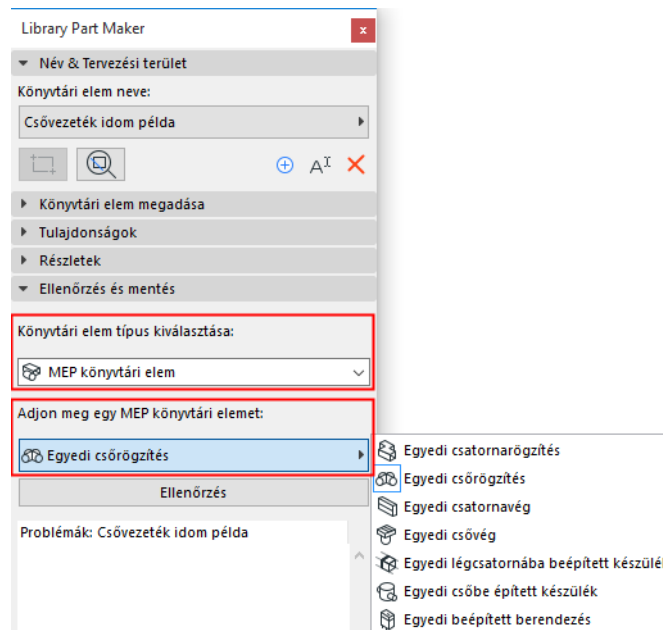 Library Part Maker
Név & Tervezési terület
Könyvtári elem neve:
Csővezeték idom példa
Könyvtári elem megadása
Tulajdonságok
Részletek
Ellenőrzés és mentés
Könyvtári elem típus kiválasztása:
MEP könyvtári elem
Adjon meg egy MEP könyvtári elemet:
Egyedi csőrögzítés
Ellenőrzés
Problémák: Csővezeték idom példa
Egyedi csatornarögzítés
Egyedi csőrögzítés
Egyedi csatornavég
Egyedi csővég
Egyedi légcsatornába beépített készülék
Egyedi csőbe épített készülék
Egyedi beépített berendezés